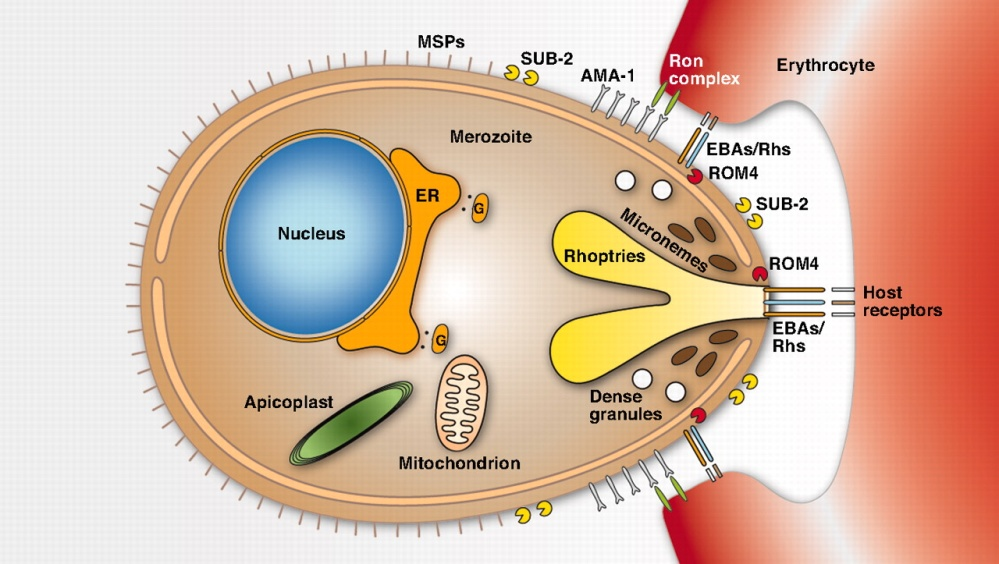 MSPs
SUB-2
AMA-1
Ron
complex
Erythrocyte
Merozoite
EBAs/Rhs
ROM4
ER
G
SUB-2
Nucleus
Micronemes
Rhoptries
ROM4
Host
receptors
EBAs/
Rhs
G
Apicoplast
Dense
granules
Mitochondrion